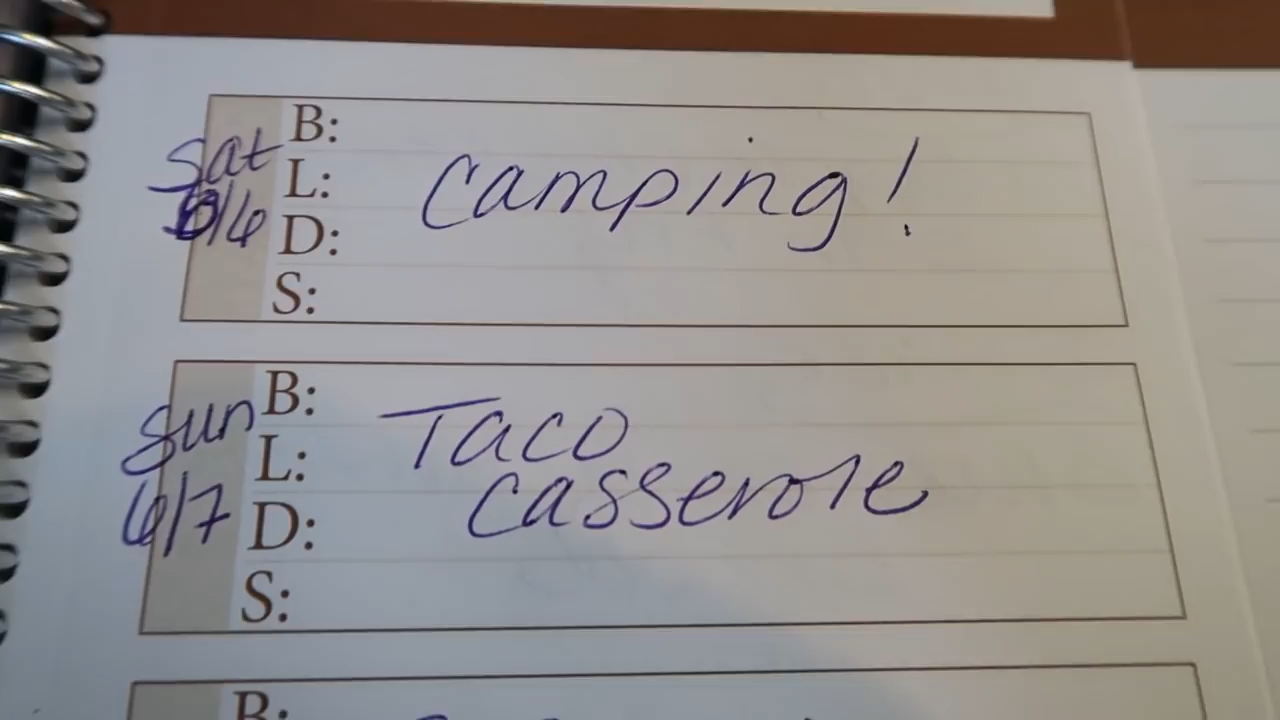 Sat
6/6
B:
L:
D:
S:
Camping!
Sun
6/7
B:
L:
D:
S:
Taco
Casserole
B: